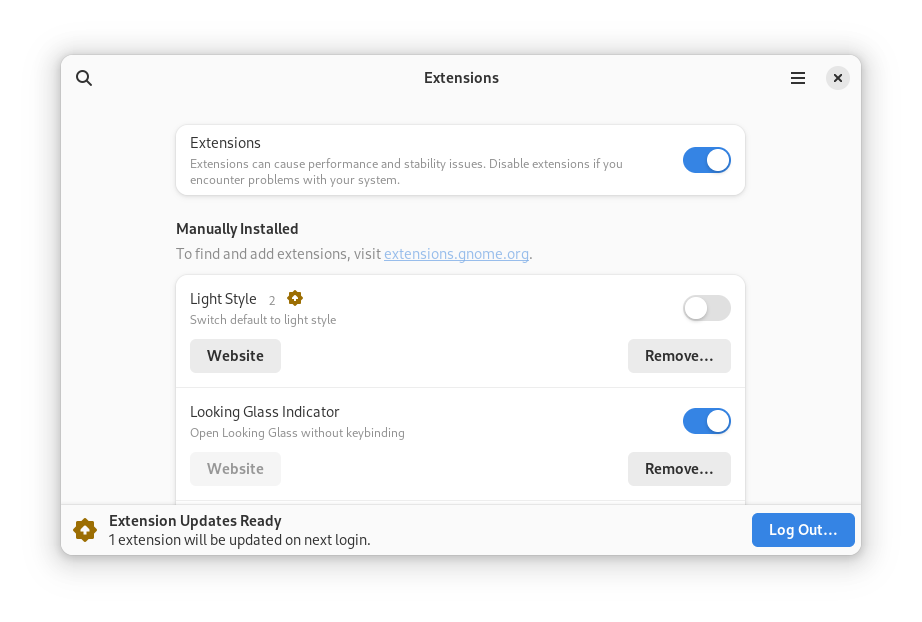 Extensions
Extensions
Extensions can cause performance and stability issues. Disable extensions if you
encounter problems with your system.
Manually Installed
To find and add extensions, visit extensions.gnome.org.
Light Style 2
Switch default to light style
Website Remove…
Looking Glass Indicator
Open Looking Glass without keybinding
Website Remove…
Extension Updates Ready
1 extension will be updated on next login.
Log Out…